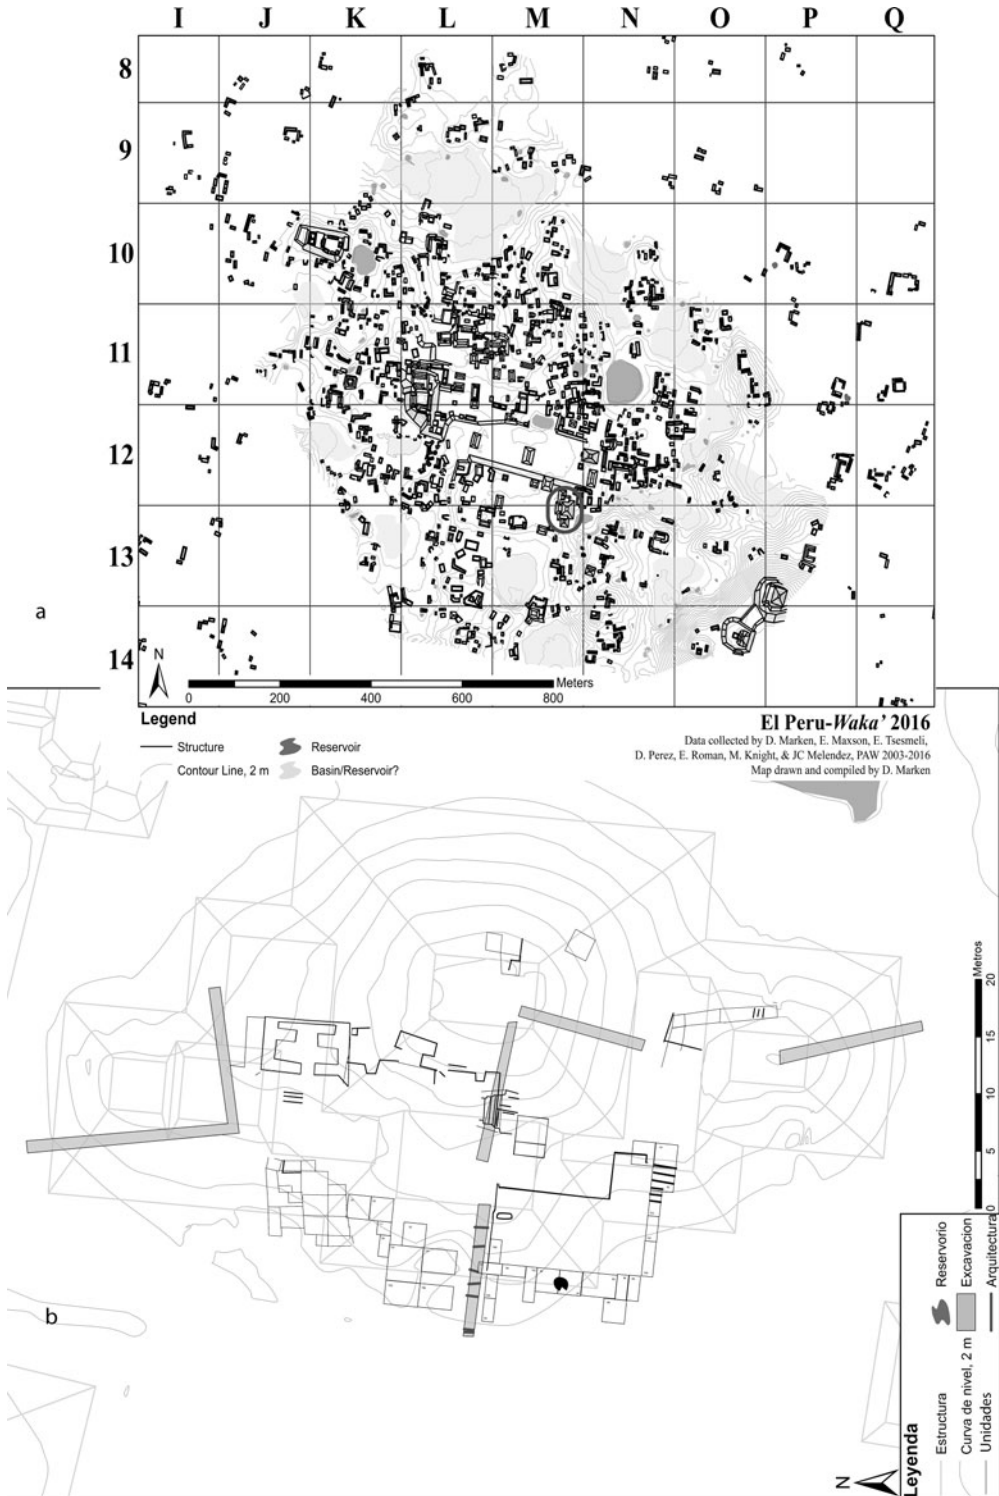 I J K L M N O P Q
8
9
10
11
12
13
14
a
N
0 200 400 600 800 Meters
Legend
Structure
Contour Line, 2 m
Reservoir
Basin/Reservoir?
El Peru-Waka' 2016
Data collected by D. Marken, E. Maxson, E. Tsesmeli,
D. Perez, E. Roman, M. Knight, & JC Melendez, PAW 2003-2016
Map drawn and compiled by D. Marken
b
Metros
20
15
10
5
0
Leyenda
Estructura
Curva de nivel, 2 m
Unidades
Reservorio
Excavacion
Arquitectura
N